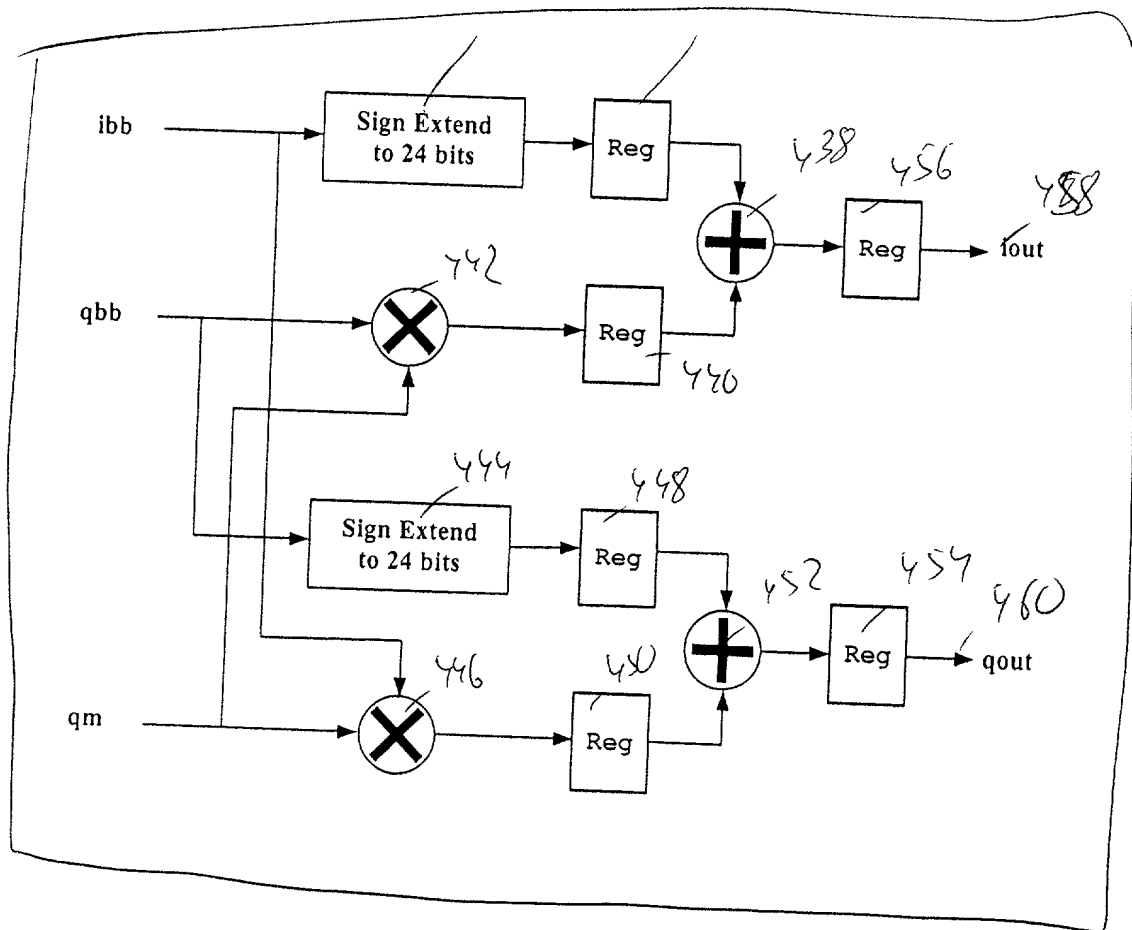 ibb
Sign Extend
to 24 bits
Reg
438
456
iout
442
qbb
Reg
440
444
448
Sign Extend
to 24 bits
Reg
452
454
460
Reg
qout
446
450
qm
Reg
Reg